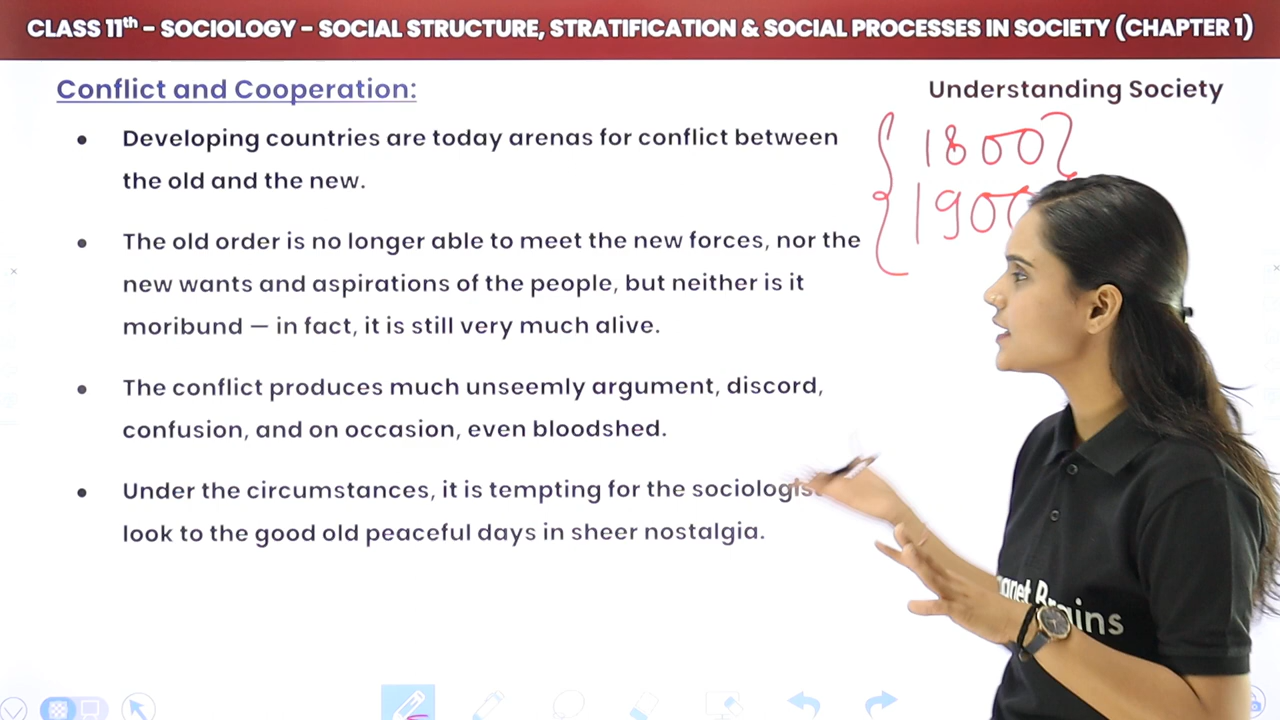 CLASS 11th - SOCIOLOGY - SOCIAL STRUCTURE, STRATIFICATION & SOCIAL PROCESSES IN SOCIETY (CHAPTER 1)
Conflict and Cooperation:
Understanding Society
• Developing countries are today arenas for conflict between
the old and the new.
1800
190
• The old order is no longer able to meet the new forces, nor the
new wants and aspirations of the people, but neither is it
moribund — in fact, it is still very much alive.
• The conflict produces much unseemly argument, discord,
confusion, and on occasion, even bloodshed.
• Under the circumstances, it is tempting for the
look to the good old peaceful days in sheer nostalgia.